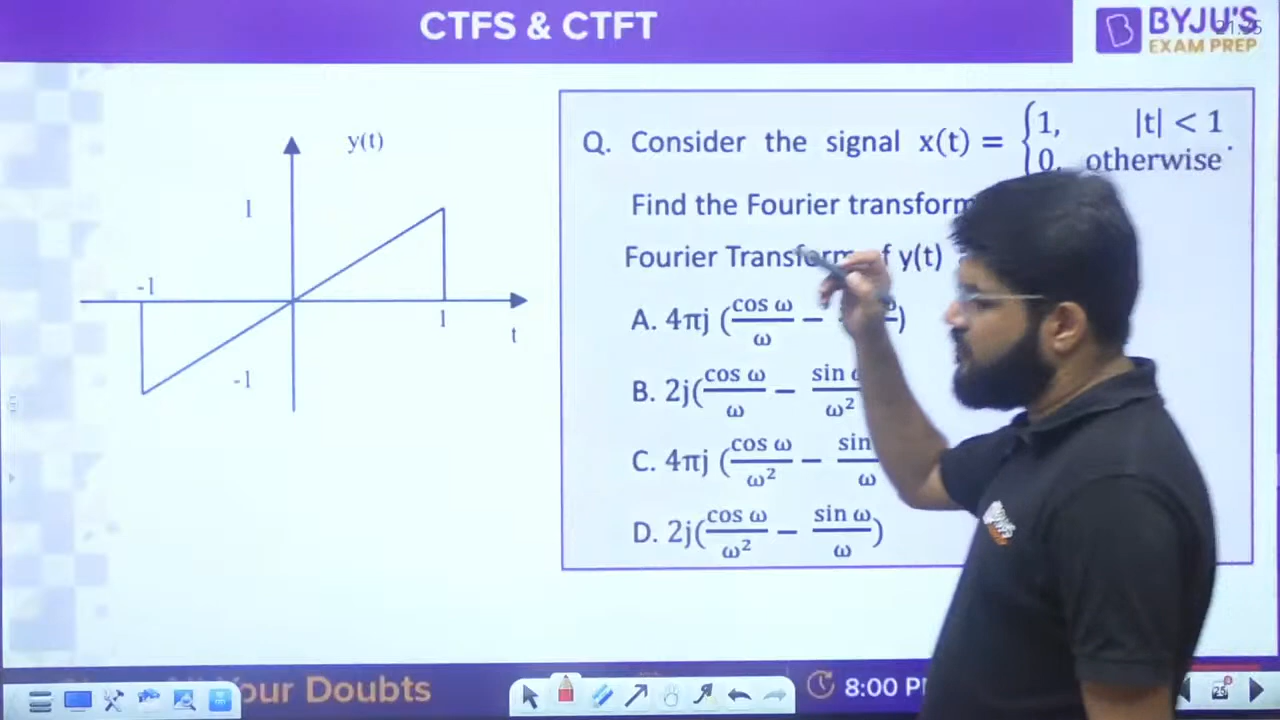 CTFS & CTFT
BYJU'S
EXAM PREP
y(t)
1
-1
1
t
-1
Q. Consider the signal x(t) = {1, |t| < 1
0, otherwise.
Find the Fourier transform
Fourier Transform of y(t)
A. 4πj (cos ω/ω −
B. 2j(cos ω/ω − sin ω/ω²
C. 4πj (cos ω/ω² − sin /ω
D. 2j(cos ω/ω² − sin ω/ω)
Your Doubts
8:00 P